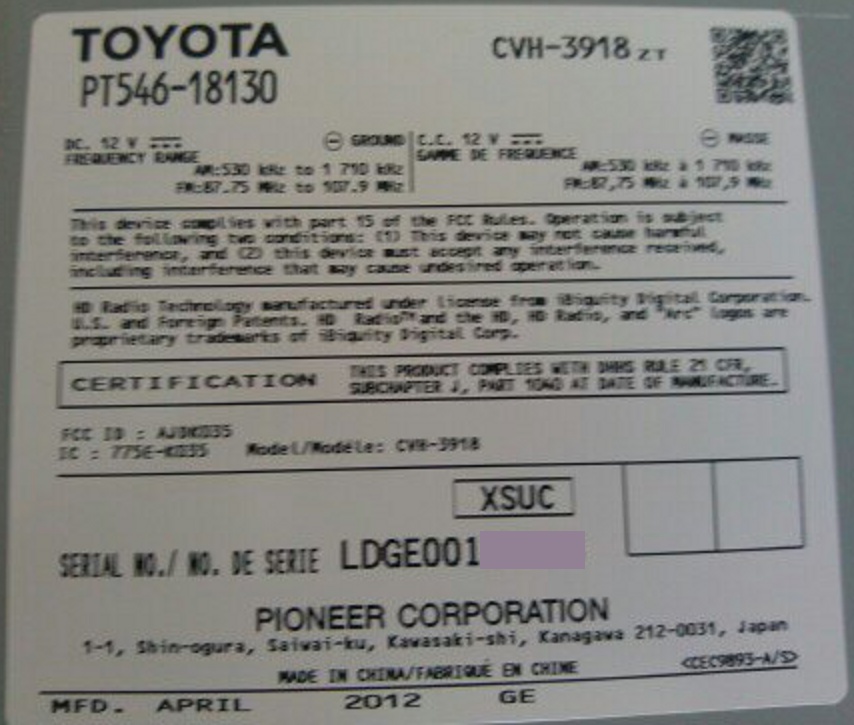 TOYOTA
PT546-18130
CVH-3918 ZT
DC. 12 V
GROUND
FREQUENCY RANGE
AM:530 kHz to 1 710 kHz
FM:87.75 MHz to 107.9 MHz
C.C. 12 V
MASSE
GAMME DE FREQUENCE
AM:530 kHz à 1 710 kHz
FM:87,75 MHz à 107,9 MHz
This device complies with part 15 of the FCC Rules. Operation is subject
to the following two conditions: (1) This device may not cause harmful
interference, and (2) this device must accept any interference received,
including interference that may cause undesired operation.
HD Radio Technology manufactured under license from iBiquity Digital Corporation.
U.S. and Foreign Patents. HD Radio™ and the HD, HD Radio, and "Arc" logos are
proprietary trademarks of iBiquity Digital Corp.
CERTIFICATION
THIS PRODUCT COMPLIES WITH DHHS RULE 21 CFR,
SUBCHAPTER J, PART 1040 AT DATE OF MANUFACTURE.
FCC ID : AJDK035
IC : 775E-K035 Model/Modèle: CVH-3918
XSUC
SERIAL NO./ NO. DE SERIE LDGE001
PIONEER CORPORATION
1-1, Shin-ogura, Saiwai-ku, Kawasaki-shi, Kanagawa 212-0031, Japan
MADE IN CHINA/FABRIQUÉ EN CHINE
<CEC9893-A/S>
MFD. APRIL 2012 GE